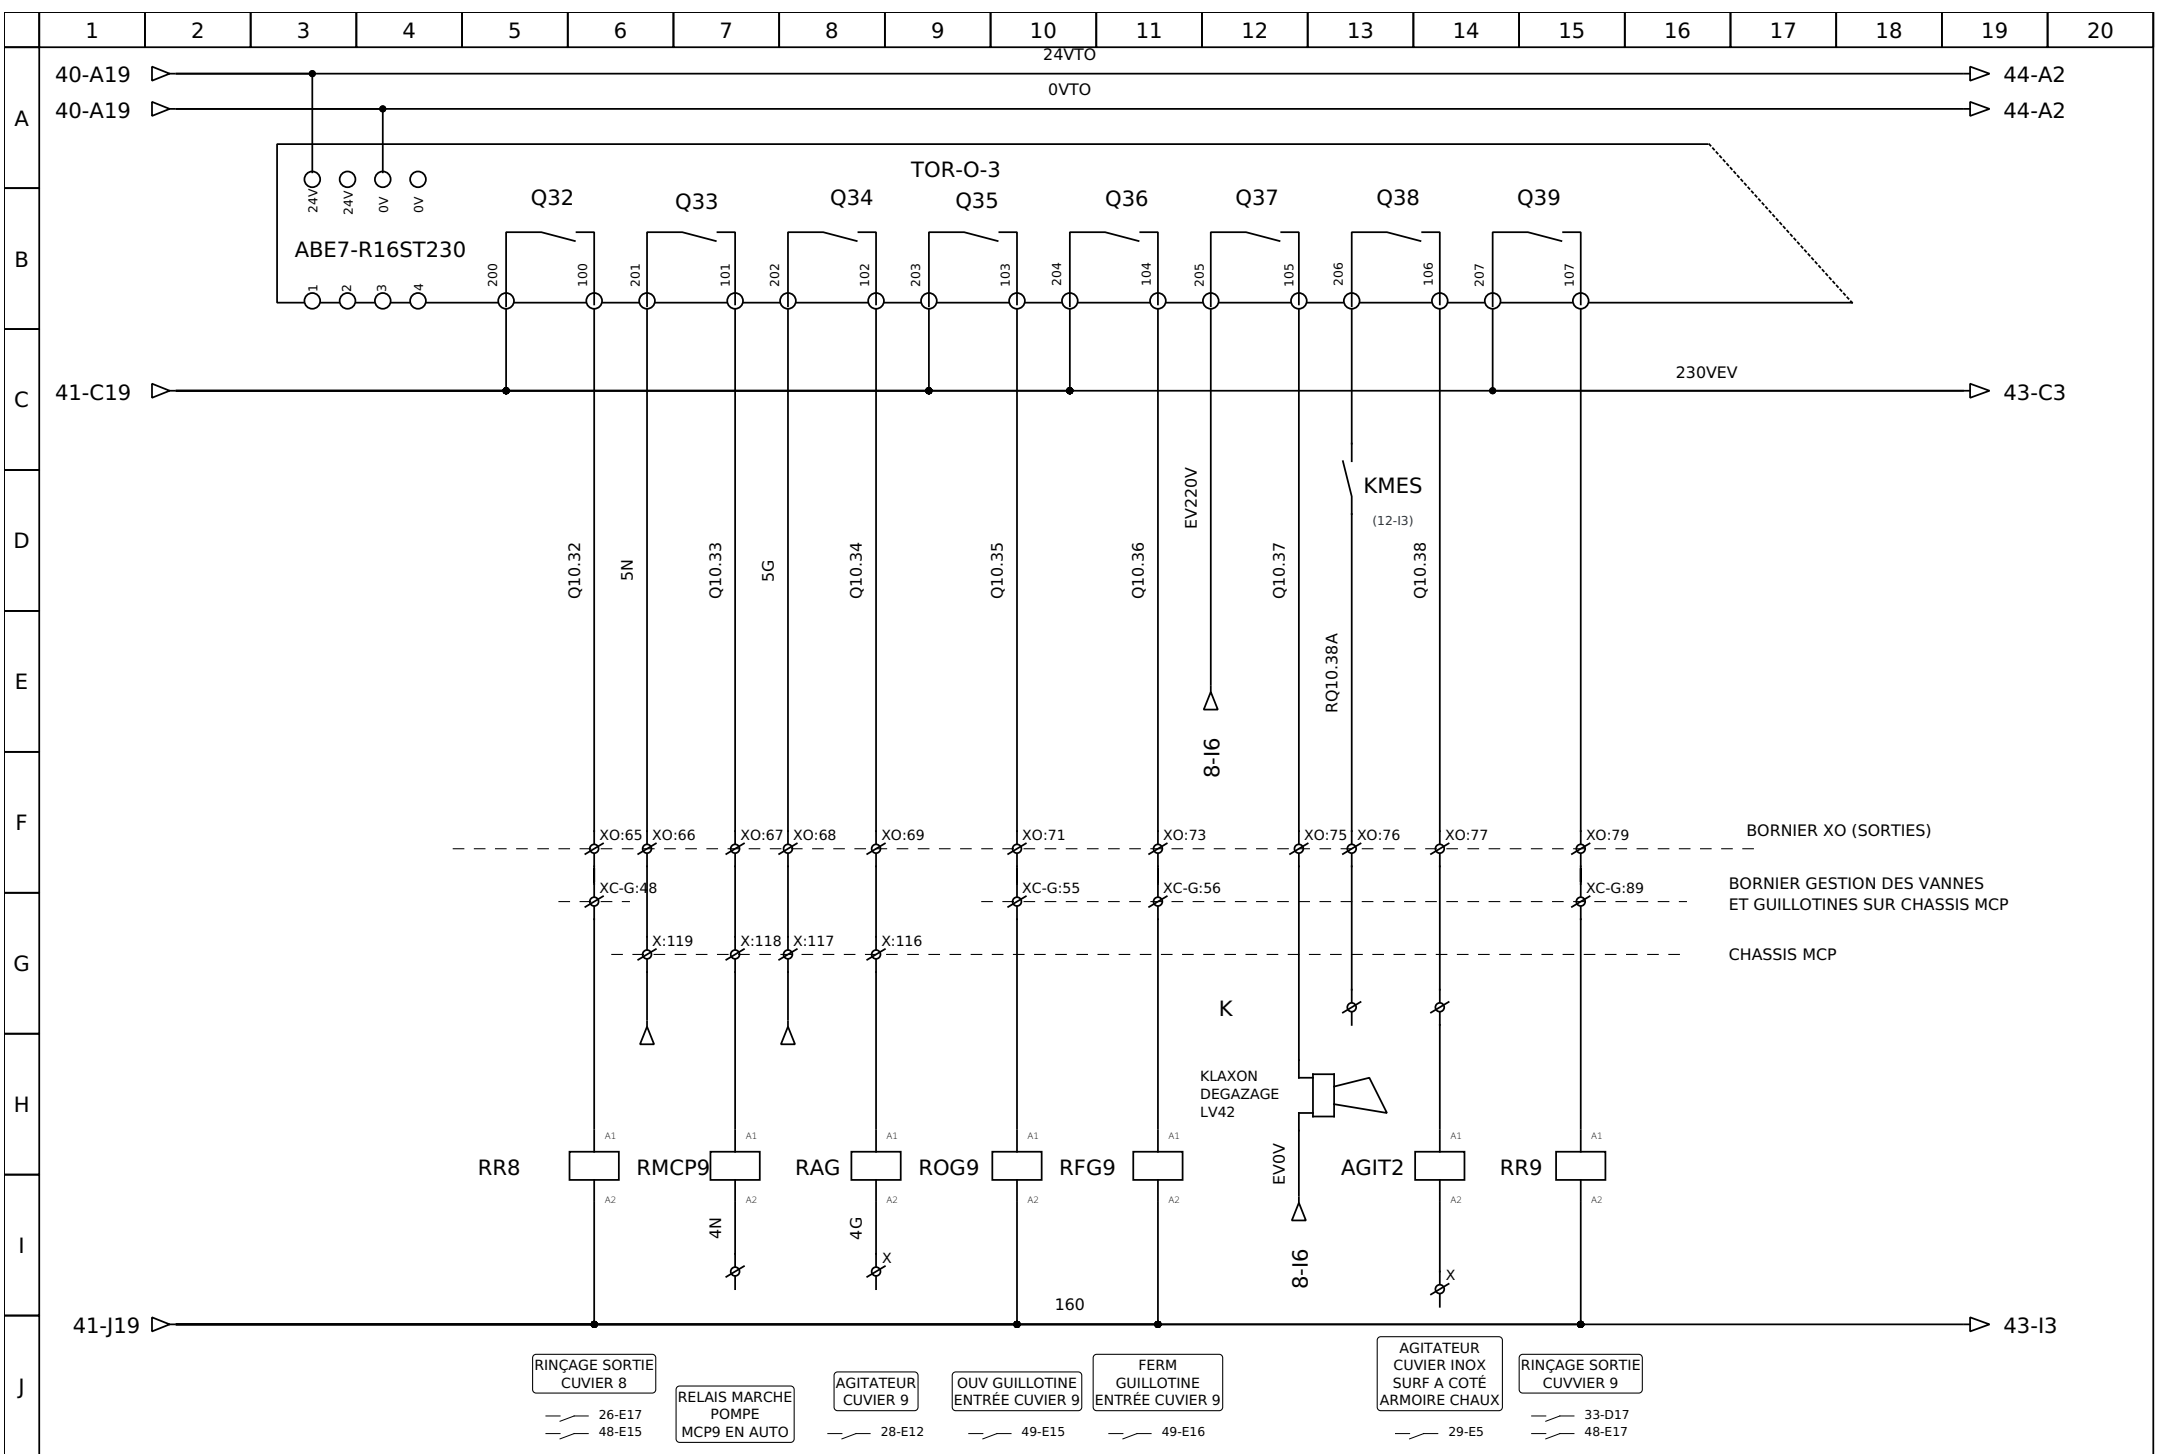 1 2 3 4 5 6 7 8 9 10 11 12 13 14 15 16 17 18 19 20
24VTO
40-A19 44-A2
0VTO
40-A19 44-A2
A
TOR-O-3
24V 24V 0V 0V
Q32 Q33 Q34 Q35 Q36 Q37 Q38 Q39
B
ABE7-R16ST230
1 2 3 4
200 100 201 101 202 102 203 103 204 104 205 105 206 106 207 107
230VEV
C
41-C19 43-C3
EV220V
KMES
(12-I3)
D
Q10.32 5N Q10.33 5G Q10.34 Q10.35 Q10.36 Q10.37 Q10.38
E
RQ10.38A
8-I6
F
XO:65 XO:66 XO:67 XO:68 XO:69 XO:71 XO:73 XO:75 XO:76 XO:77 XO:79
BORNIER XO (SORTIES)
XC-G:48 XC-G:55 XC-G:56 XC-G:89
BORNIER GESTION DES VANNES
ET GUILLOTINES SUR CHASSIS MCP
X:119 X:118 X:117 X:116
G
CHASSIS MCP
K
KLAXON
DEGAZAGE
LV42
H
A1 A1 A1 A1 A1 A1 A1
RR8 RMCP9 RAG ROG9 RFG9 EV0V AGIT2 RR9
A2 A2 A2 A2 A2 A2 A2
4N 4G
I
X
8-I6
X
160
41-J19 43-I3
J
RINÇAGE SORTIE
CUVIER 8
26-E17
48-E15
RELAIS MARCHE
POMPE
MCP9 EN AUTO
AGITATEUR
CUVIER 9
28-E12
OUV GUILLOTINE
ENTRÉE CUVIER 9
49-E15
FERM
GUILLOTINE
ENTRÉE CUVIER 9
49-E16
AGITATEUR
CUVIER INOX
SURF A COTÉ
ARMOIRE CHAUX
29-E5
RINÇAGE SORTIE
CUVVIER 9
33-D17
48-E17